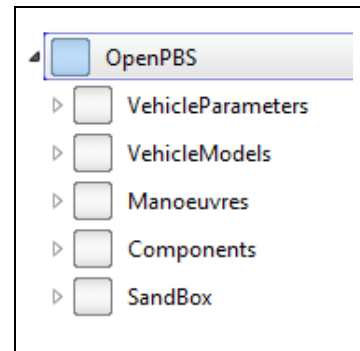 OpenPBS
VehicleParameters
VehicleModels
Manoeuvres
Components
SandBox